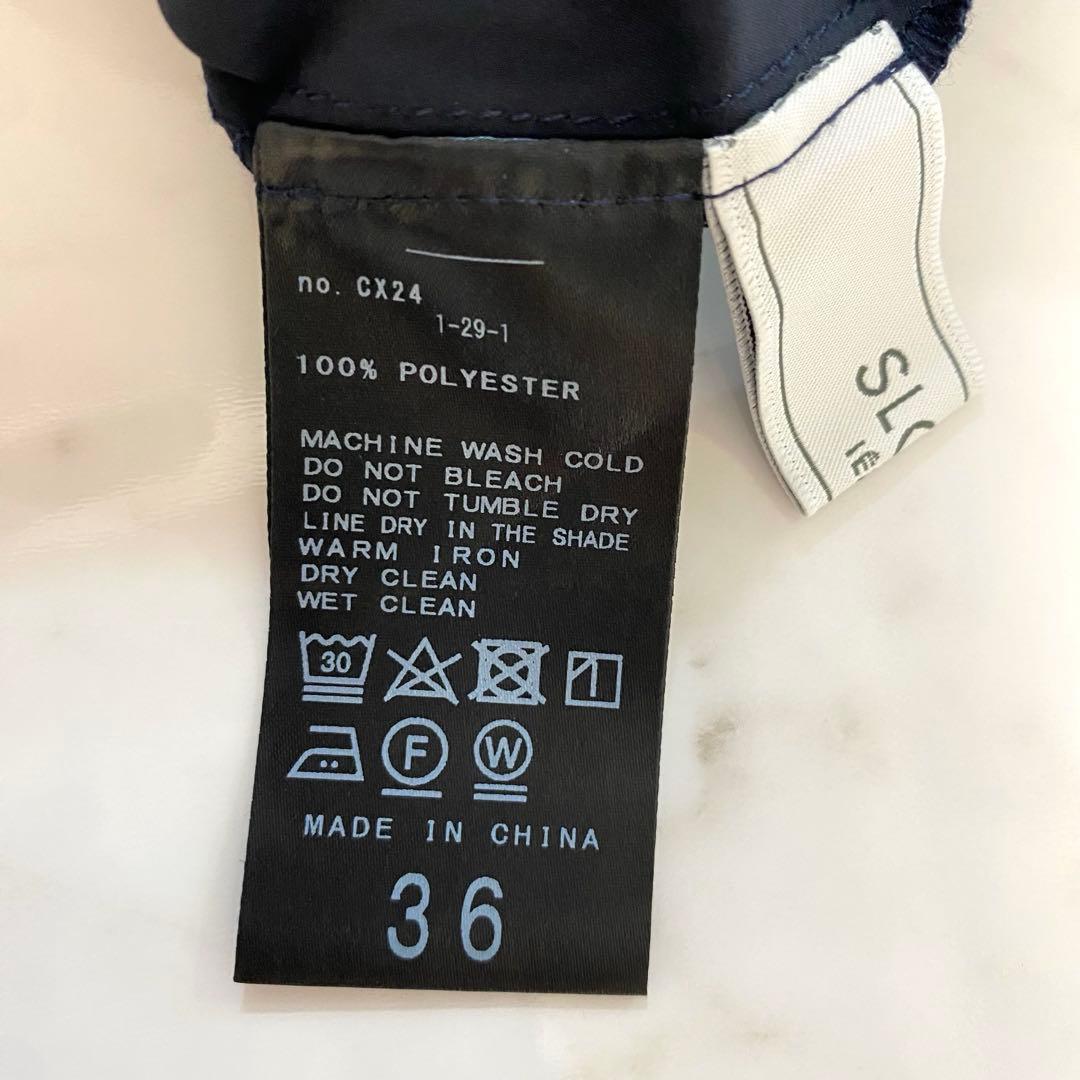 no. CX24
1-29-1
100% POLYESTER
MACHINE WASH COLD
DO NOT BLEACH
DO NOT TUMBLE DRY
LINE DRY IN THE SHADE
WARM IRON
DRY CLEAN
WET CLEAN
30
F
W
MADE IN CHINA
36